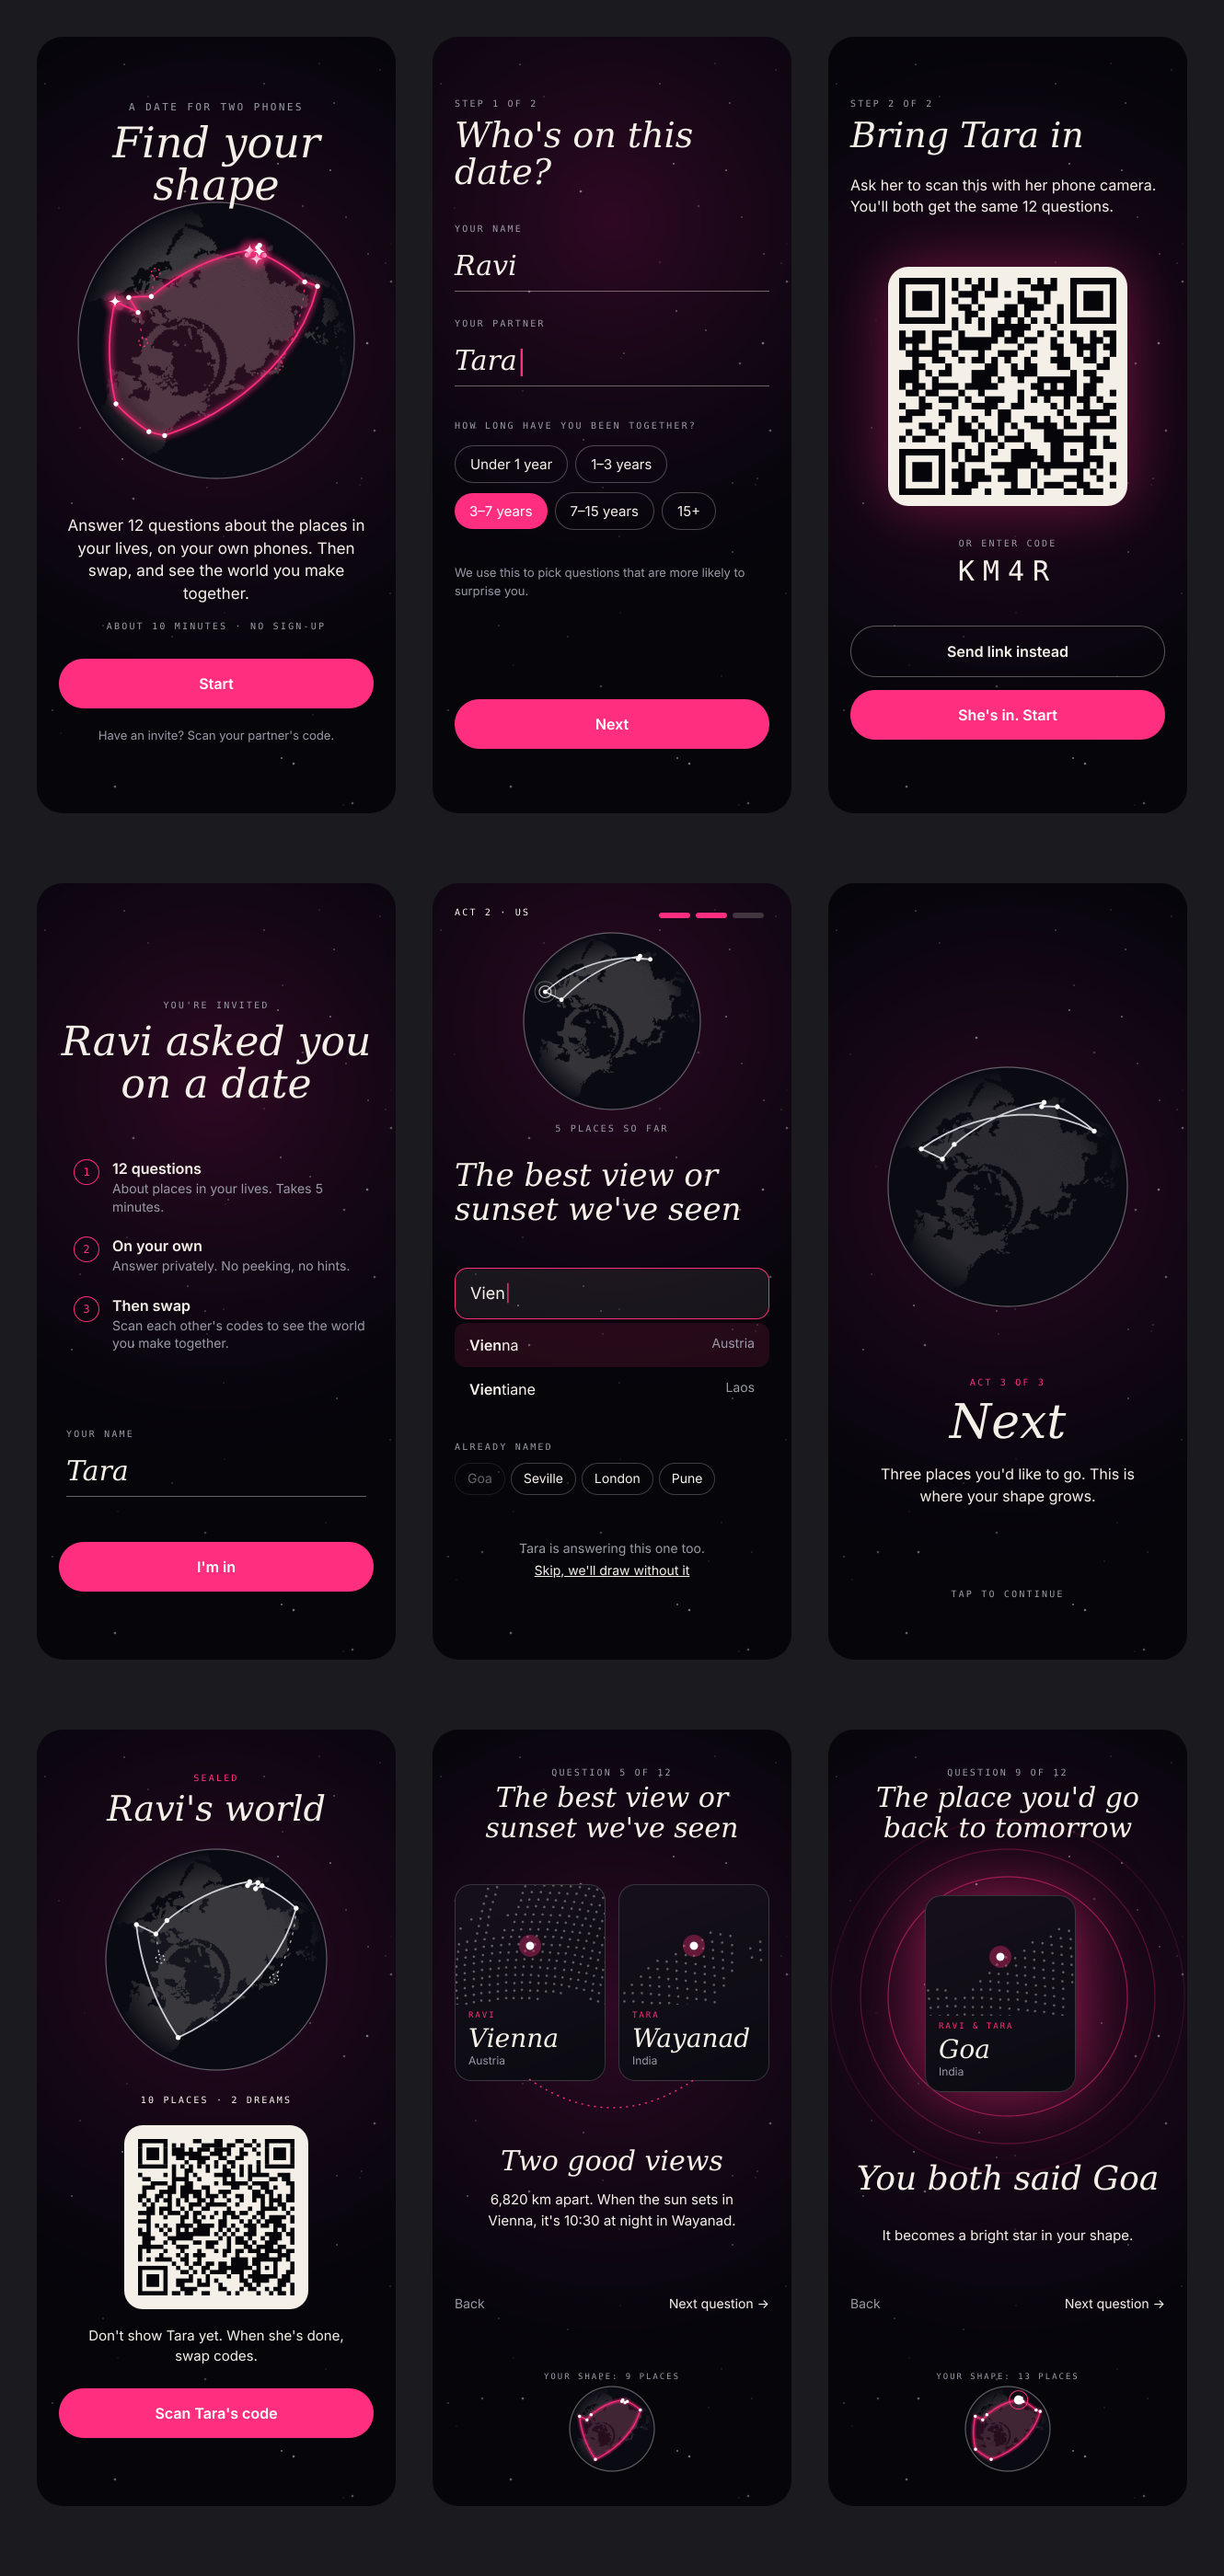 A DATE FOR TWO PHONES
Find your
shape
Answer 12 questions about the places in
your lives, on your own phones. Then
swap, and see the world you make
together.
ABOUT 10 MINUTES · NO SIGN-UP
Start
Have an invite? Scan your partner's code.
STEP 1 OF 2
Who's on this
date?
YOUR NAME
Ravi
YOUR PARTNER
Tara
HOW LONG HAVE YOU BEEN TOGETHER?
Under 1 year
1–3 years
3–7 years
7–15 years
15+
We use this to pick questions that are more likely to
surprise you.
Next
STEP 2 OF 2
Bring Tara in
Ask her to scan this with her phone camera.
You'll both get the same 12 questions.
OR ENTER CODE
KM4R
Send link instead
She's in. Start
YOU'RE INVITED
Ravi asked you
on a date
1
12 questions
About places in your lives. Takes 5
minutes.
2
On your own
Answer privately. No peeking, no hints.
3
Then swap
Scan each other's codes to see the world
you make together.
YOUR NAME
Tara
I'm in
ACT 2 · US
5 PLACES SO FAR
The best view or
sunset we've seen
Vien
Vienna Austria
Vientiane Laos
ALREADY NAMED
Goa
Seville
London
Pune
Tara is answering this one too.
Skip, we'll draw without it
ACT 3 OF 3
Next
Three places you'd like to go. This is
where your shape grows.
TAP TO CONTINUE
SEALED
Ravi's world
10 PLACES · 2 DREAMS
Don't show Tara yet. When she's done,
swap codes.
Scan Tara's code
QUESTION 5 OF 12
The best view or
sunset we've seen
RAVI
Vienna
Austria
TARA
Wayanad
India
Two good views
6,820 km apart. When the sun sets in
Vienna, it's 10:30 at night in Wayanad.
Back
Next question →
YOUR SHAPE: 9 PLACES
QUESTION 9 OF 12
The place you'd go
back to tomorrow
RAVI & TARA
Goa
India
You both said Goa
It becomes a bright star in your shape.
Back
Next question →
YOUR SHAPE: 13 PLACES